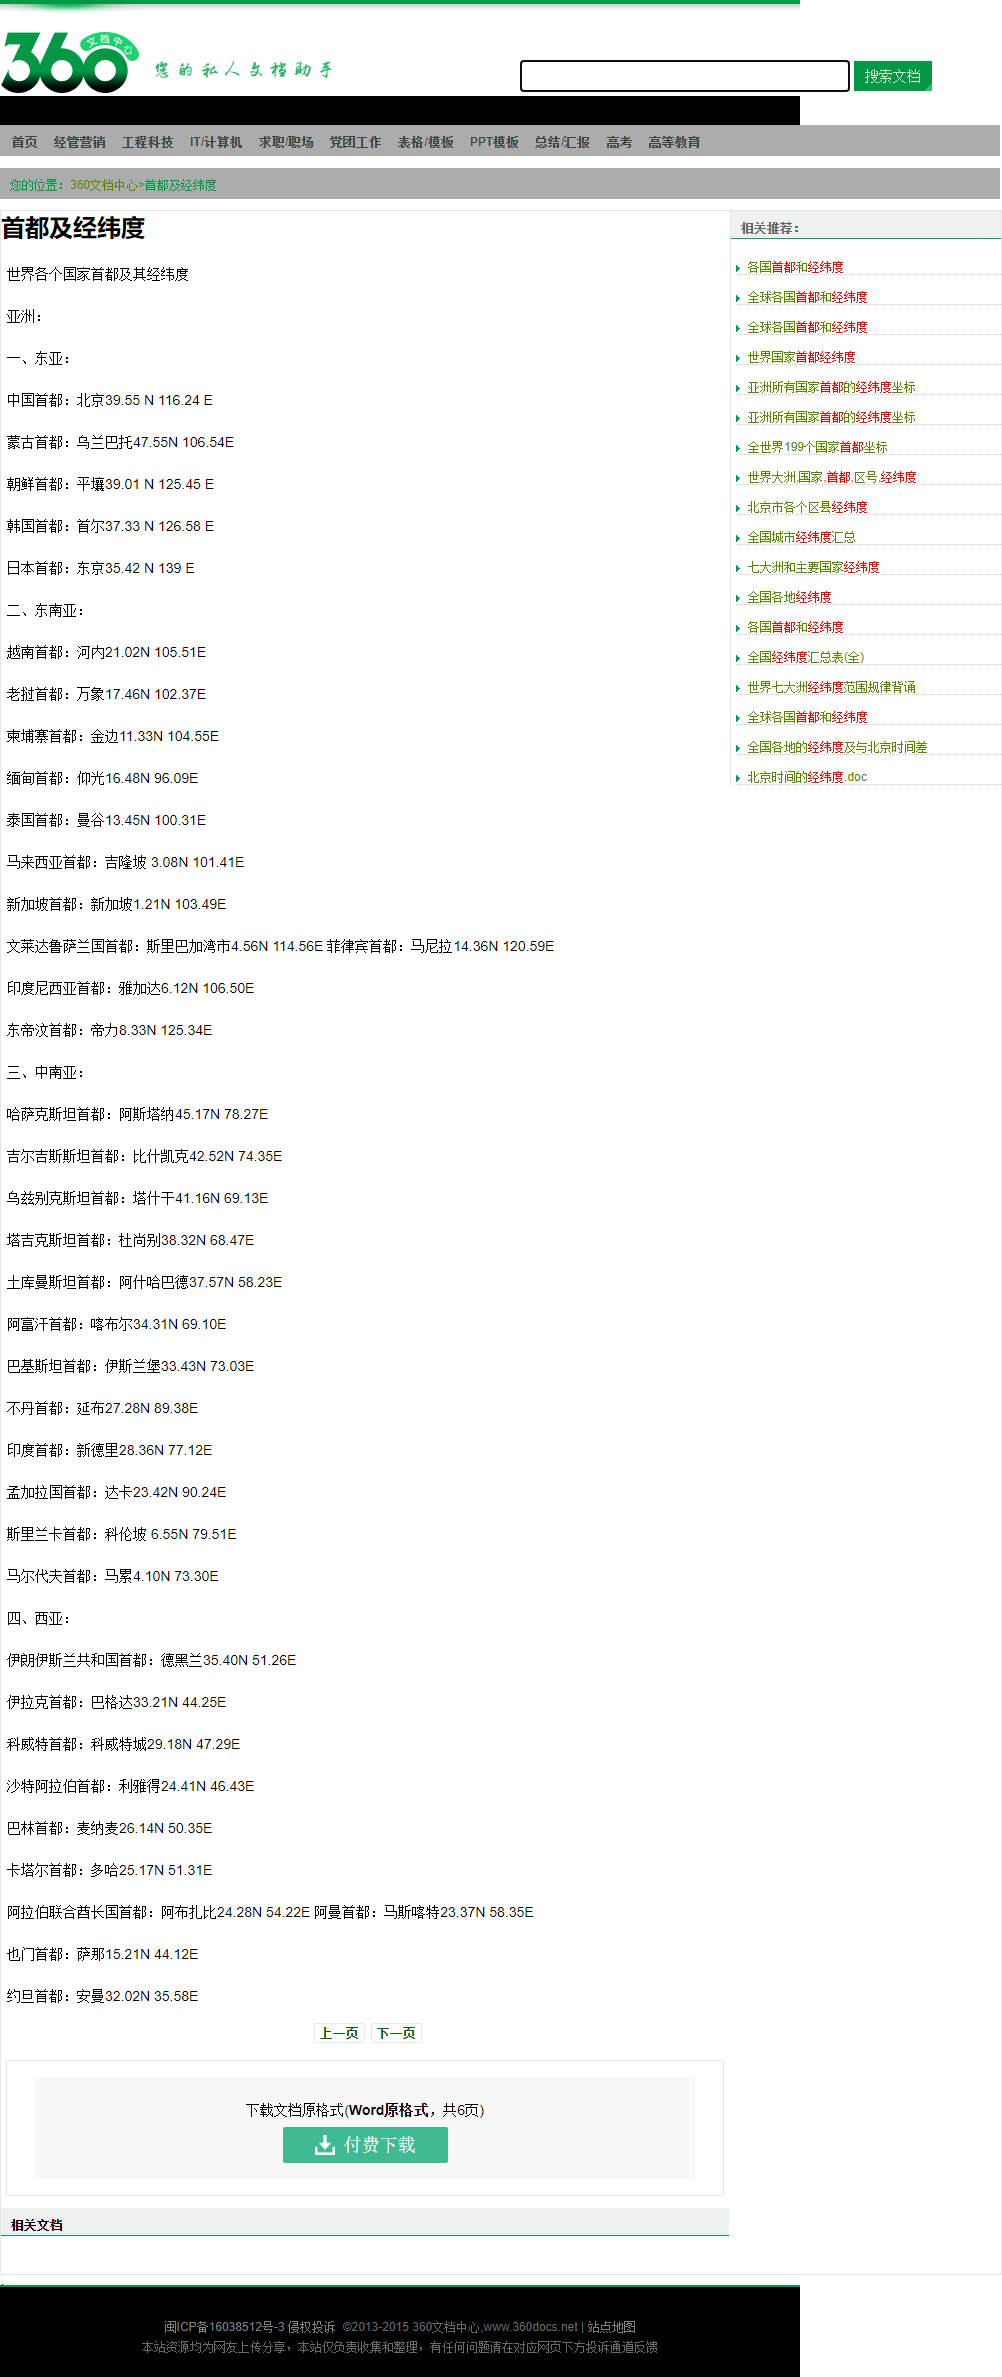 360 文档中心
您的私人文档助手
搜索文档
首页 经管营销 工程科技 IT/计算机 求职/职场 党团工作 表格/模板 PPT模板 总结/汇报 高考 高等教育
您的位置：360文档中心>首都及经纬度
首都及经纬度
世界各个国家首都及其经纬度
亚洲：
一、东亚：
中国首都：北京39.55 N 116.24 E
蒙古首都：乌兰巴托47.55N 106.54E
朝鲜首都：平壤39.01 N 125.45 E
韩国首都：首尔37.33 N 126.58 E
日本首都：东京35.42 N 139 E
二、东南亚：
越南首都：河内21.02N 105.51E
老挝首都：万象17.46N 102.37E
柬埔寨首都：金边11.33N 104.55E
缅甸首都：仰光16.48N 96.09E
泰国首都：曼谷13.45N 100.31E
马来西亚首都：吉隆坡 3.08N 101.41E
新加坡首都：新加坡1.21N 103.49E
文莱达鲁萨兰国首都：斯里巴加湾市4.56N 114.56E 菲律宾首都：马尼拉14.36N 120.59E
印度尼西亚首都：雅加达6.12N 106.50E
东帝汶首都：帝力8.33N 125.34E
三、中南亚：
哈萨克斯坦首都：阿斯塔纳45.17N 78.27E
吉尔吉斯斯坦首都：比什凯克42.52N 74.35E
乌兹别克斯坦首都：塔什干41.16N 69.13E
塔吉克斯坦首都：杜尚别38.32N 68.47E
土库曼斯坦首都：阿什哈巴德37.57N 58.23E
阿富汗首都：喀布尔34.31N 69.10E
巴基斯坦首都：伊斯兰堡33.43N 73.03E
不丹首都：延布27.28N 89.38E
印度首都：新德里28.36N 77.12E
孟加拉国首都：达卡23.42N 90.24E
斯里兰卡首都：科伦坡 6.55N 79.51E
马尔代夫首都：马累4.10N 73.30E
四、西亚：
伊朗伊斯兰共和国首都：德黑兰35.40N 51.26E
伊拉克首都：巴格达33.21N 44.25E
科威特首都：科威特城29.18N 47.29E
沙特阿拉伯首都：利雅得24.41N 46.43E
巴林首都：麦纳麦26.14N 50.35E
卡塔尔首都：多哈25.17N 51.31E
阿拉伯联合酋长国首都：阿布扎比24.28N 54.22E 阿曼首都：马斯喀特23.37N 58.35E
也门首都：萨那15.21N 44.12E
约旦首都：安曼32.02N 35.58E
上一页 下一页
下载文档原格式(Word原格式，共6页)
付费下载
相关文档
相关推荐：
各国首都和经纬度
全球各国首都和经纬度
全球各国首都和经纬度
世界国家首都经纬度
亚洲所有国家首都的经纬度坐标
亚洲所有国家首都的经纬度坐标
全世界199个国家首都坐标
世界大洲,国家,首都,区号,经纬度
北京市各个区县经纬度
全国城市经纬度汇总
七大洲和主要国家经纬度
全国各地经纬度
各国首都和经纬度
全国经纬度汇总表(全)
世界七大洲经纬度范围规律背诵
全球各国首都和经纬度
全国各地的经纬度及与北京时间差
北京时间的经纬度.doc
闽ICP备16038512号-3 侵权投诉 ©2013-2015 360文档中心,www.360docs.net | 站点地图
本站资源均为网友上传分享，本站仅负责收集和整理，有任何问题请在对应网页下方投诉通道反馈